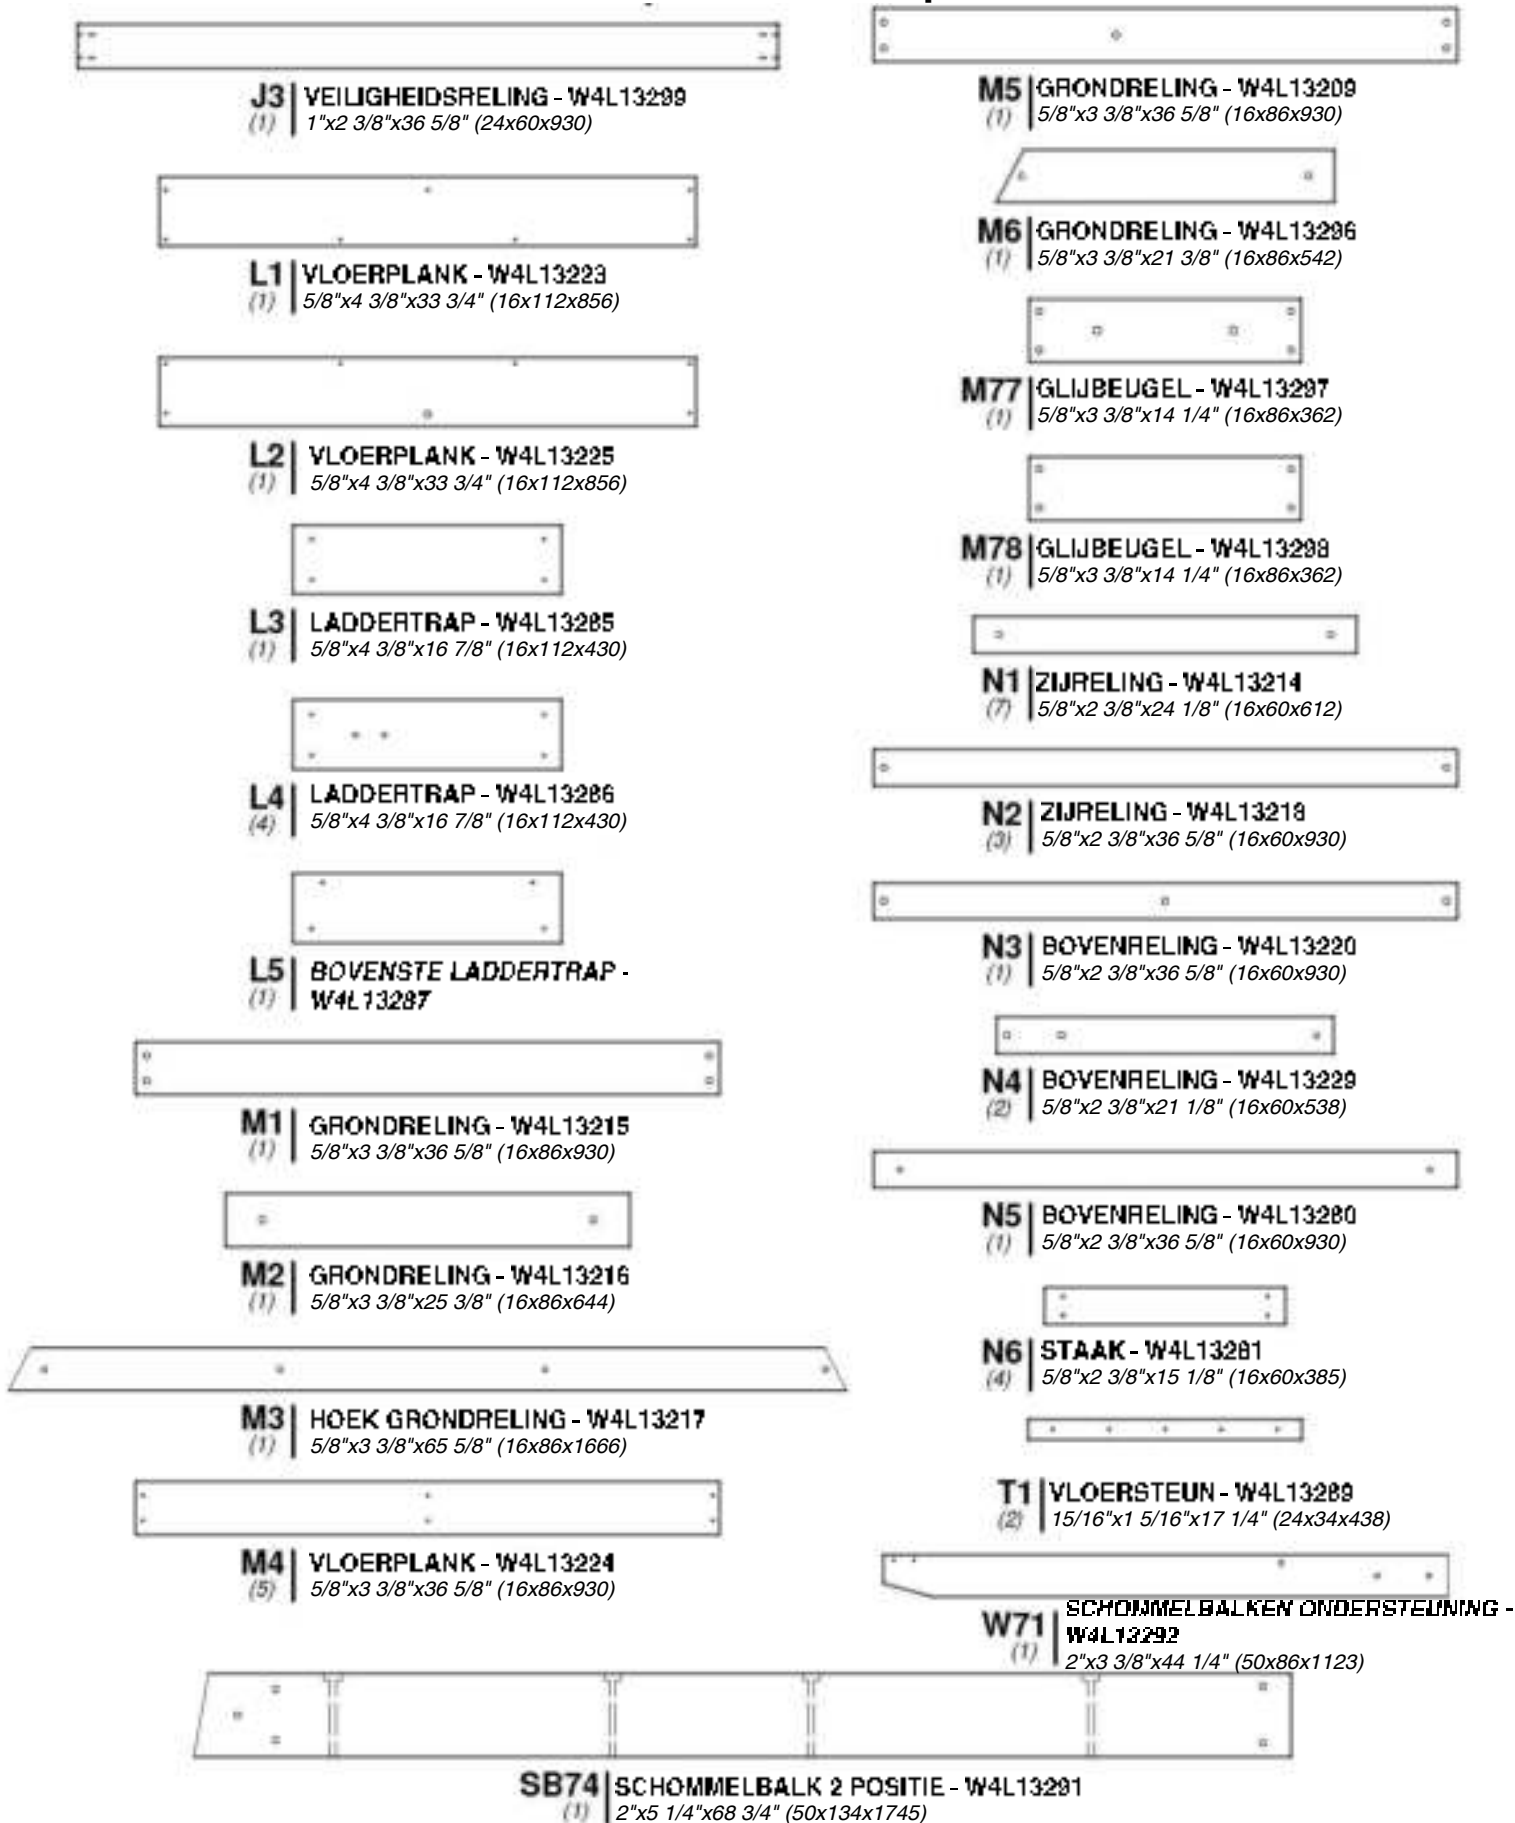 J3 VEILIGHEIDSRELING - W4L13299
(1) 1"x2 3/8"x36 5/8" (24x60x930)
L1 VLOERPLANK - W4L13223
(1) 5/8"x4 3/8"x33 3/4" (16x112x856)
L2 VLOERPLANK - W4L13225
(1) 5/8"x4 3/8"x33 3/4" (16x112x856)
L3 LADDERTRAP - W4L13285
(1) 5/8"x4 3/8"x16 7/8" (16x112x430)
L4 LADDERTRAP - W4L13286
(4) 5/8"x4 3/8"x16 7/8" (16x112x430)
L5 BOVENSTE LADDERTRAP -
(1) W4L13287
M1 GRONDRELING - W4L13215
(1) 5/8"x3 3/8"x36 5/8" (16x86x930)
M2 GRONDRELING - W4L13216
(1) 5/8"x3 3/8"x25 3/8" (16x86x644)
M3 HOEK GRONDRELING - W4L13217
(1) 5/8"x3 3/8"x65 5/8" (16x86x1666)
M4 VLOERPLANK - W4L13224
(5) 5/8"x3 3/8"x36 5/8" (16x86x930)
M5 GRONDRELING - W4L13209
(1) 5/8"x3 3/8"x36 5/8" (16x86x930)
M6 GRONDRELING - W4L13296
(1) 5/8"x3 3/8"x21 3/8" (16x86x542)
M77 GLIJBEUGEL - W4L13297
(1) 5/8"x3 3/8"x14 1/4" (16x86x362)
M78 GLIJBEUGEL - W4L13298
(1) 5/8"x3 3/8"x14 1/4" (16x86x362)
N1 ZIJRELING - W4L13214
(7) 5/8"x2 3/8"x24 1/8" (16x60x612)
N2 ZIJRELING - W4L13218
(3) 5/8"x2 3/8"x36 5/8" (16x60x930)
N3 BOVENRELING - W4L13220
(1) 5/8"x2 3/8"x36 5/8" (16x60x930)
N4 BOVENRELING - W4L13229
(2) 5/8"x2 3/8"x21 1/8" (16x60x538)
N5 BOVENRELING - W4L13280
(1) 5/8"x2 3/8"x36 5/8" (16x60x930)
N6 STAAK - W4L13281
(4) 5/8"x2 3/8"x15 1/8" (16x60x385)
T1 VLOERSTEUN - W4L13289
(2) 15/16"x1 5/16"x17 1/4" (24x34x438)
W71 SCHOMMELBALKEN ONDERSTEUNING -
(1) W4L13292
2"x3 3/8"x44 1/4" (50x86x1123)
SB74 SCHOMMELBALK 2 POSITIE - W4L13291
(1) 2"x5 1/4"x68 3/4" (50x134x1745)